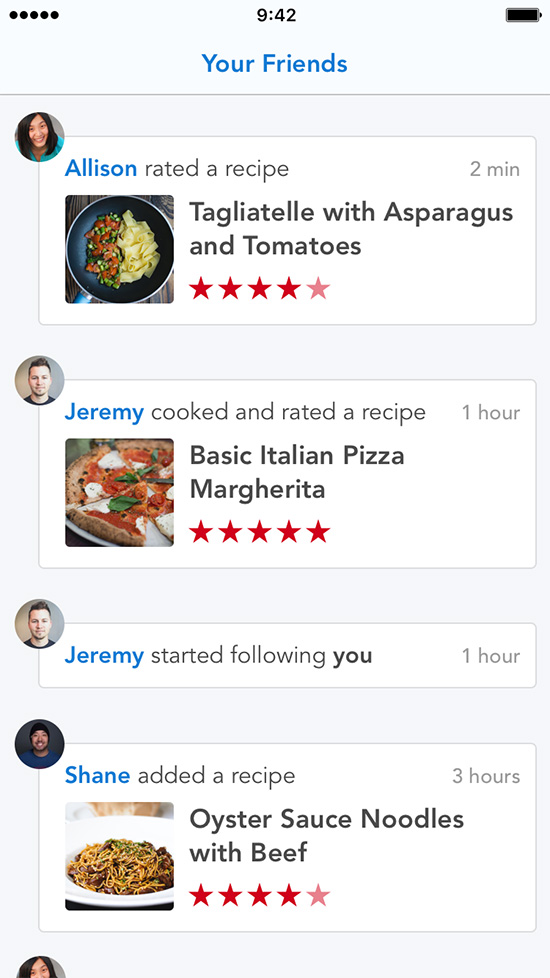 9:42
Your Friends
Allison rated a recipe 2 min
Tagliatelle with Asparagus
and Tomatoes
Jeremy cooked and rated a recipe 1 hour
Basic Italian Pizza
Margherita
Jeremy started following you 1 hour
Shane added a recipe 3 hours
Oyster Sauce Noodles
with Beef